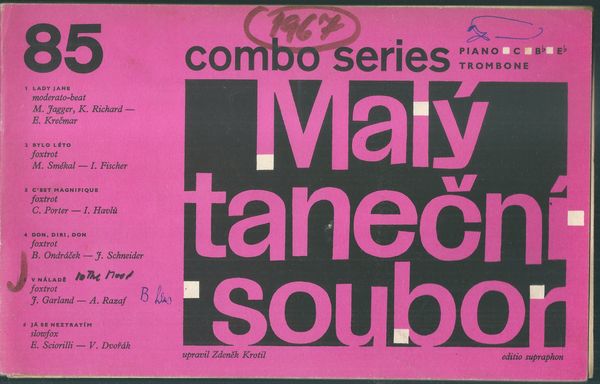 85
1967
combo series
PIANO C B♭ E♭
TROMBONE
1 LADY JANE
moderato-beat
M. Jagger, K. Richard —
E. Krečmar
2 BYLO LÉTO
foxtrot
M. Smékal — I. Fischer
3 C'EST MAGNIFIQUE
foxtrot
C. Porter — I. Havlů
4 DON, DIRI, DON
foxtrot
B. Ondráček — J. Schneider
V NÁLADĚ In The Mood
foxtrot
J. Garland — A. Razaf
6 JÁ SE NEZTRATÍM
slowfox
E. Sciorilli — V. Dvořák
Malý
taneční
soubor
upravil Zdeněk Krotil
editio supraphon